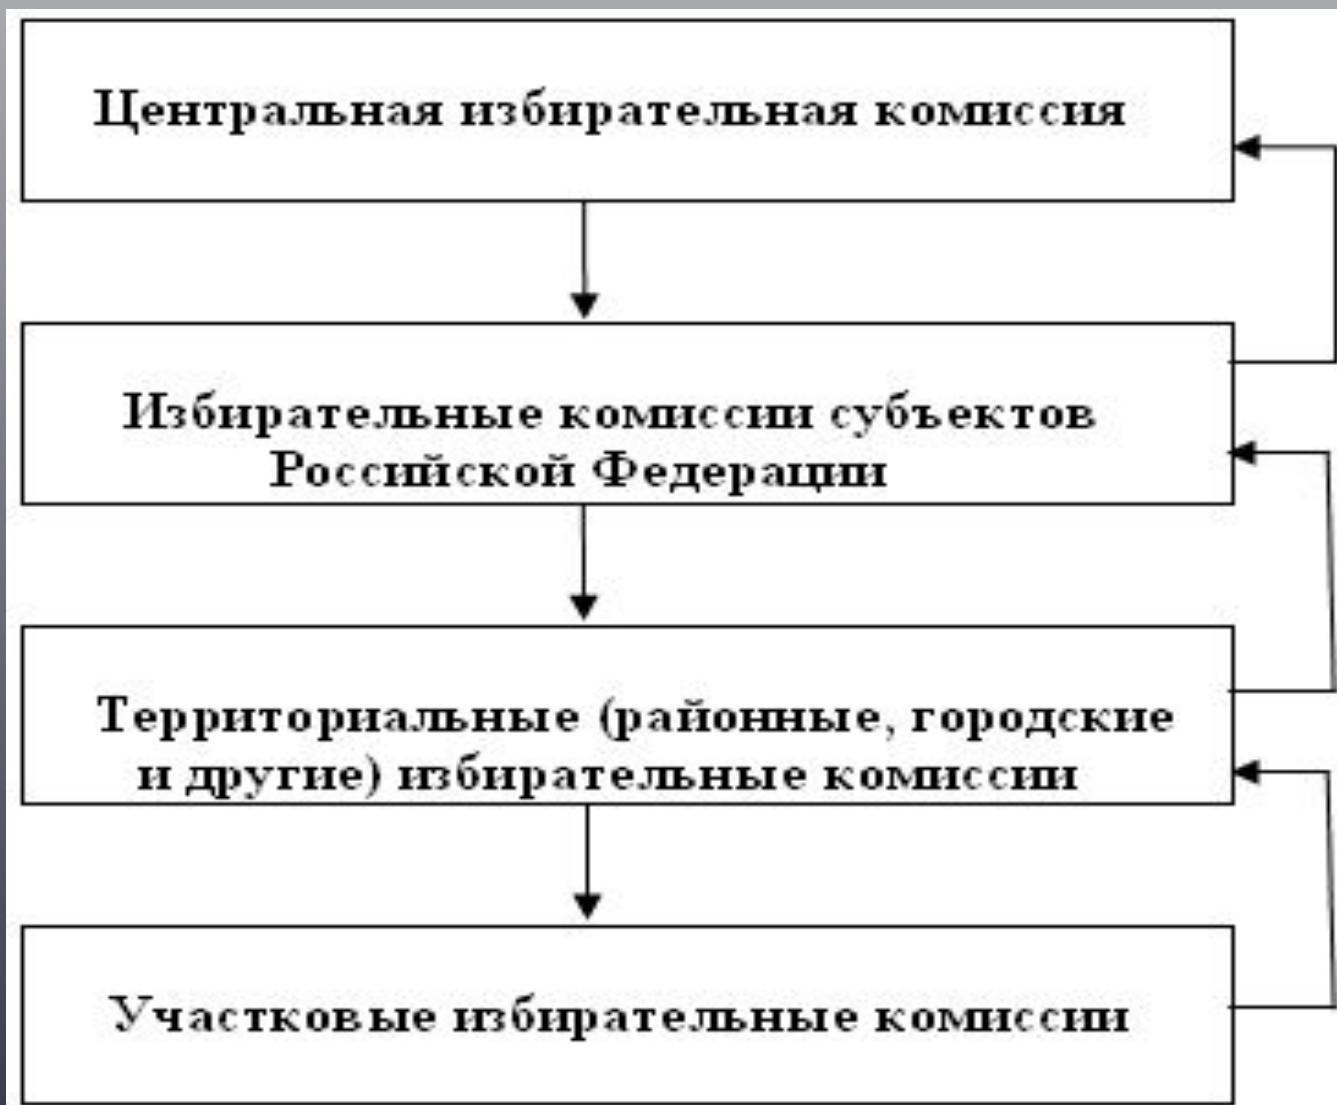 Центральная избирательная комиссия
Избирательные комиссии субъектов
Российской Федерации
Территориальные (районные, городские
и другие) избирательные комиссии
Участковые избирательные комиссии